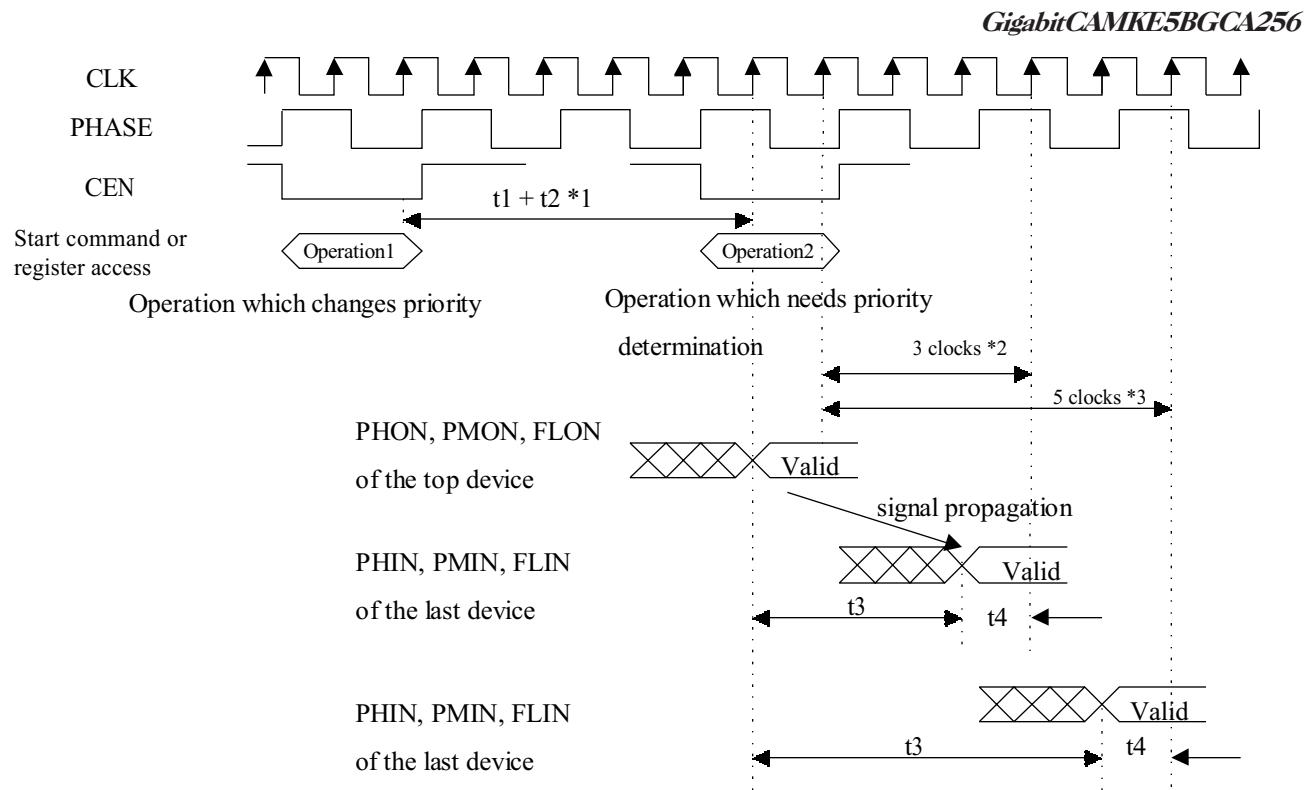 GigabitCAMKE5BGCA256
CLK
PHASE
CEN
t1 + t2 *1
Start command or
register access
Operation1
Operation2
Operation which changes priority
Operation which needs priority
determination
3 clocks *2
5 clocks *3
PHON, PMON, FLON
of the top device
Valid
signal propagation
PHIN, PMIN, FLIN
of the last device
Valid
t3
t4
PHIN, PMIN, FLIN
of the last device
Valid
t3
t4